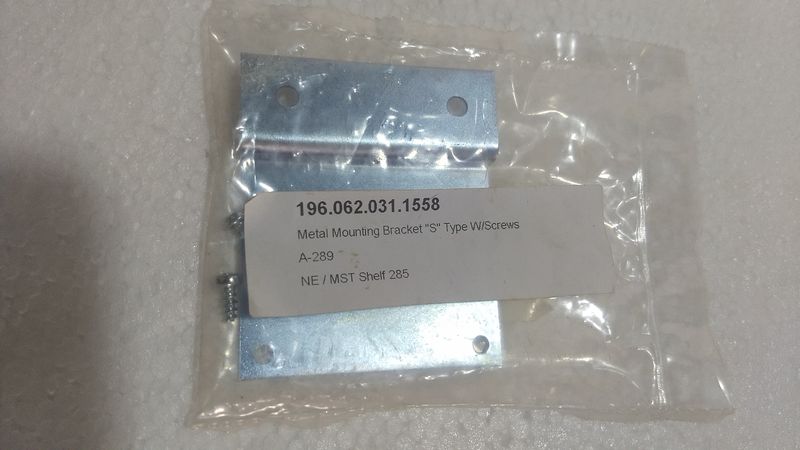 196.062.031.1558
Metal Mounting Bracket "S" Type W/Screws
A-289
NE / MST Shelf 285